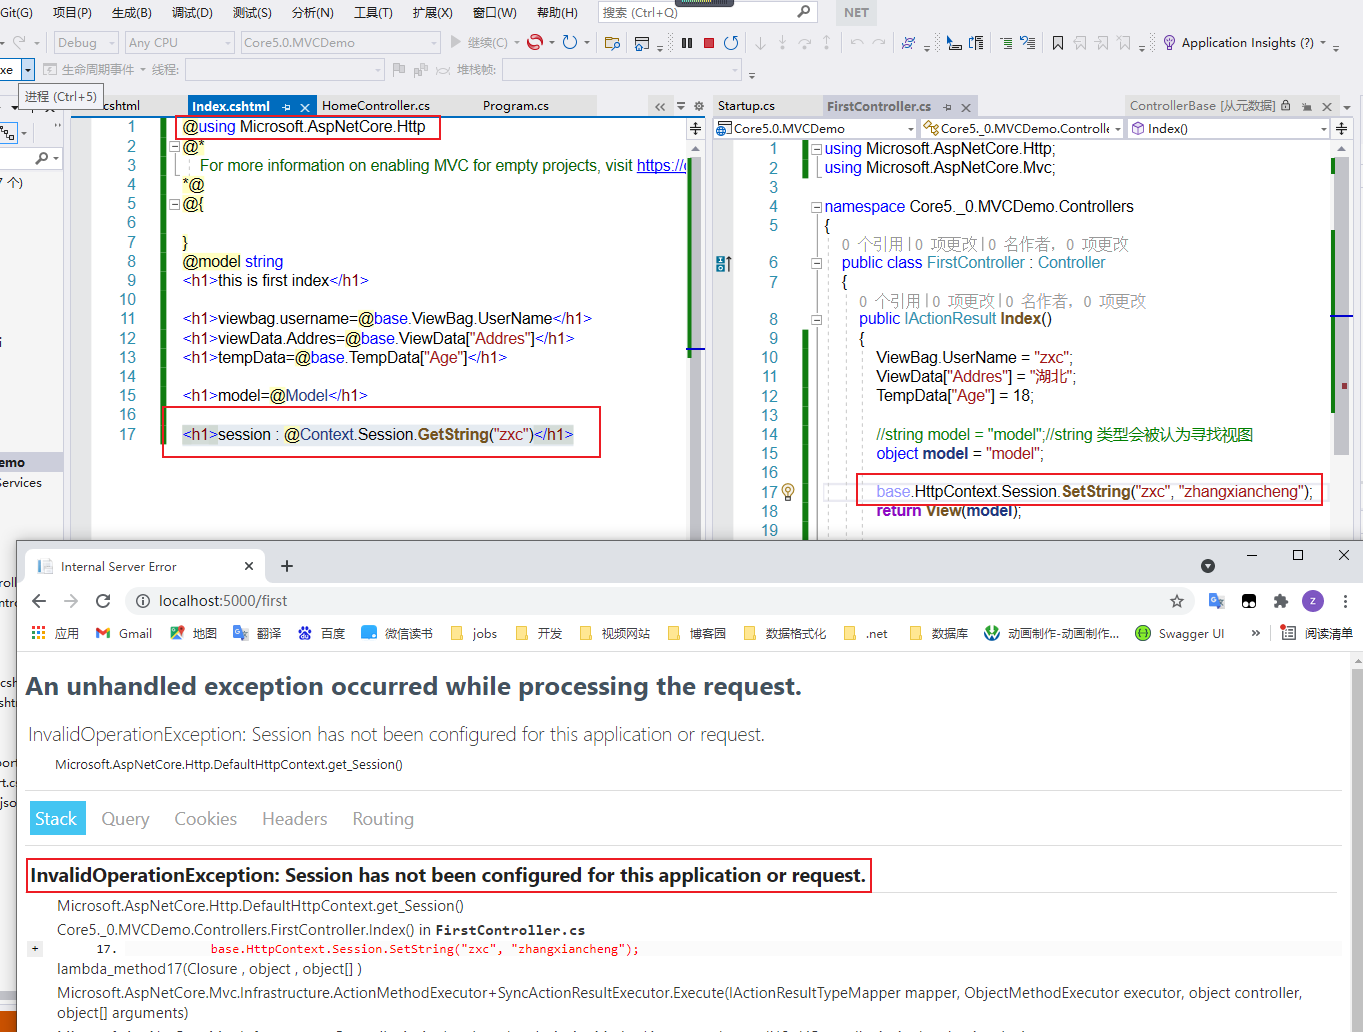 Git(G) 项目(P) 生成(B) 调试(D) 测试(S) 分析(N) 工具(T) 扩展(X) 窗口(W) 帮助(H) 搜索 (Ctrl+Q) NET
Debug Any CPU Core5.0.MVCDemo 继续(C) Application Insights (?)
xe 生命周期事件 线程: 堆栈帧:
进程 (Ctrl+5)
cshtml Index.cshtml HomeController.cs Program.cs Startup.cs FirstController.cs ControllerBase [从元数据]
Core5.0.MVCDemo Core5._0.MVCDemo.Controlle Index()
7 个)
emo
Services
1 @using Microsoft.AspNetCore.Http
2 @*
3 For more information on enabling MVC for empty projects, visit https://
4 *@
5 @{
6
7 }
8 @model string
9 <h1>this is first index</h1>
10
11 <h1>viewbag.username=@base.ViewBag.UserName</h1>
12 <h1>viewData.Addres=@base.ViewData["Addres"]</h1>
13 <h1>tempData=@base.TempData["Age"]</h1>
14
15 <h1>model=@Model</h1>
16
17 <h1>session : @Context.Session.GetString("zxc")</h1>
1 using Microsoft.AspNetCore.Http;
2 using Microsoft.AspNetCore.Mvc;
3
4 namespace Core5._0.MVCDemo.Controllers
5 {
0 个引用 | 0 项更改 | 0 名作者，0 项更改
6 public class FirstController : Controller
7 {
0 个引用 | 0 项更改 | 0 名作者，0 项更改
8 public IActionResult Index()
9 {
10 ViewBag.UserName = "zxc";
11 ViewData["Addres"] = "湖北";
12 TempData["Age"] = 18;
13
14 //string model = "model";//string 类型会被认为寻找视图
15 object model = "model";
16
17 base.HttpContext.Session.SetString("zxc", "zhangxiancheng");
18 return View(model);
19
Internal Server Error
localhost:5000/first
Z
应用 Gmail 地图 翻译 百度 微信读书 jobs 开发 视频网站 博客园 数据格式化 .net 数据库 动画制作-动画制作... Swagger UI » 阅读清单
An unhandled exception occurred while processing the request.
InvalidOperationException: Session has not been configured for this application or request.
Microsoft.AspNetCore.Http.DefaultHttpContext.get_Session()
Stack Query Cookies Headers Routing
InvalidOperationException: Session has not been configured for this application or request.
Microsoft.AspNetCore.Http.DefaultHttpContext.get_Session()
Core5._0.MVCDemo.Controllers.FirstController.Index() in FirstController.cs
+ 17. base.HttpContext.Session.SetString("zxc", "zhangxiancheng");
lambda_method17(Closure , object , object[] )
Microsoft.AspNetCore.Mvc.Infrastructure.ActionMethodExecutor+SyncActionResultExecutor.Execute(IActionResultTypeMapper mapper, ObjectMethodExecutor executor, object controller,
object[] arguments)